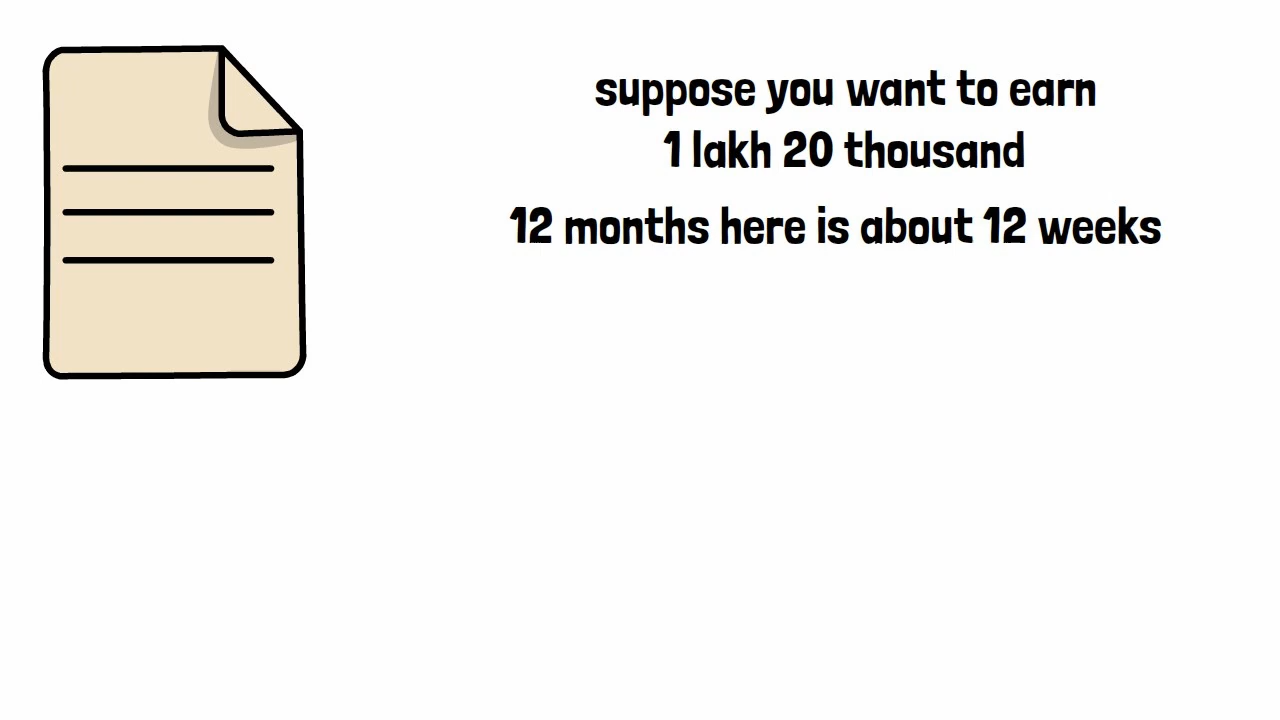 suppose you want to earn
1 lakh 20 thousand
12 months here is about 12 weeks